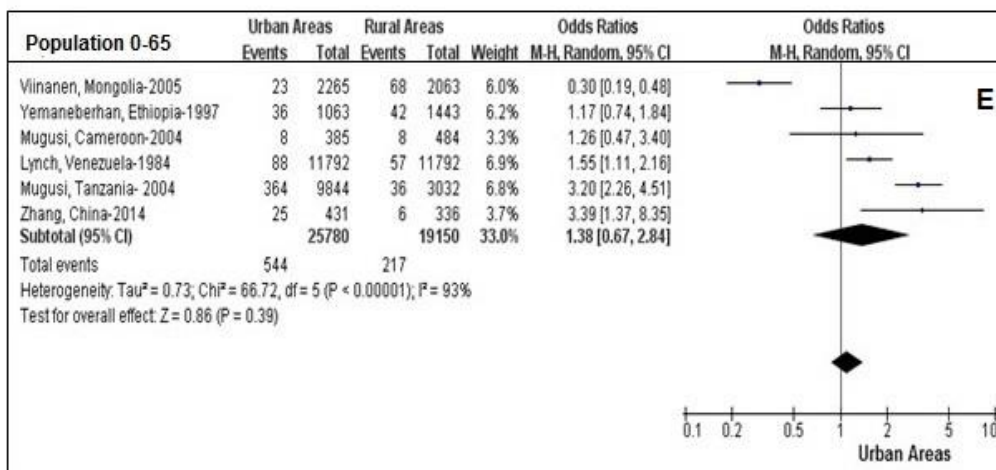 Urban Areas Rural Areas Odds Ratios Odds Ratios
Population 0-65 Events Total Events Total Weight M-H, Random, 95% CI M-H, Random, 95% CI
Viinanen, Mongolia-2005 23 2265 68 2063 6.0% 0.30 [0.19, 0.48]
E
Yemaneberhan, Ethiopia-1997 36 1063 42 1443 6.2% 1.17 [0.74, 1.84]
Mugusi, Cameroon-2004 8 385 8 484 3.3% 1.26 [0.47, 3.40]
Lynch, Venezuela-1984 88 11792 57 11792 6.9% 1.55 [1.11, 2.16]
Mugusi, Tanzania- 2004 364 9844 36 3032 6.8% 3.20 [2.26, 4.51]
Zhang, China-2014 25 431 6 336 3.7% 3.39 [1.37, 8.35]
Subtotal (95% CI) 25780 19150 33.0% 1.38 [0.67, 2.84]
Total events 544 217
Heterogeneity: Tau² = 0.73; Chi² = 66.72, df = 5 (P < 0.00001); I² = 93%
Test for overall effect: Z = 0.86 (P = 0.39)
0.1 0.2 0.5 1 2 5 10
Urban Areas